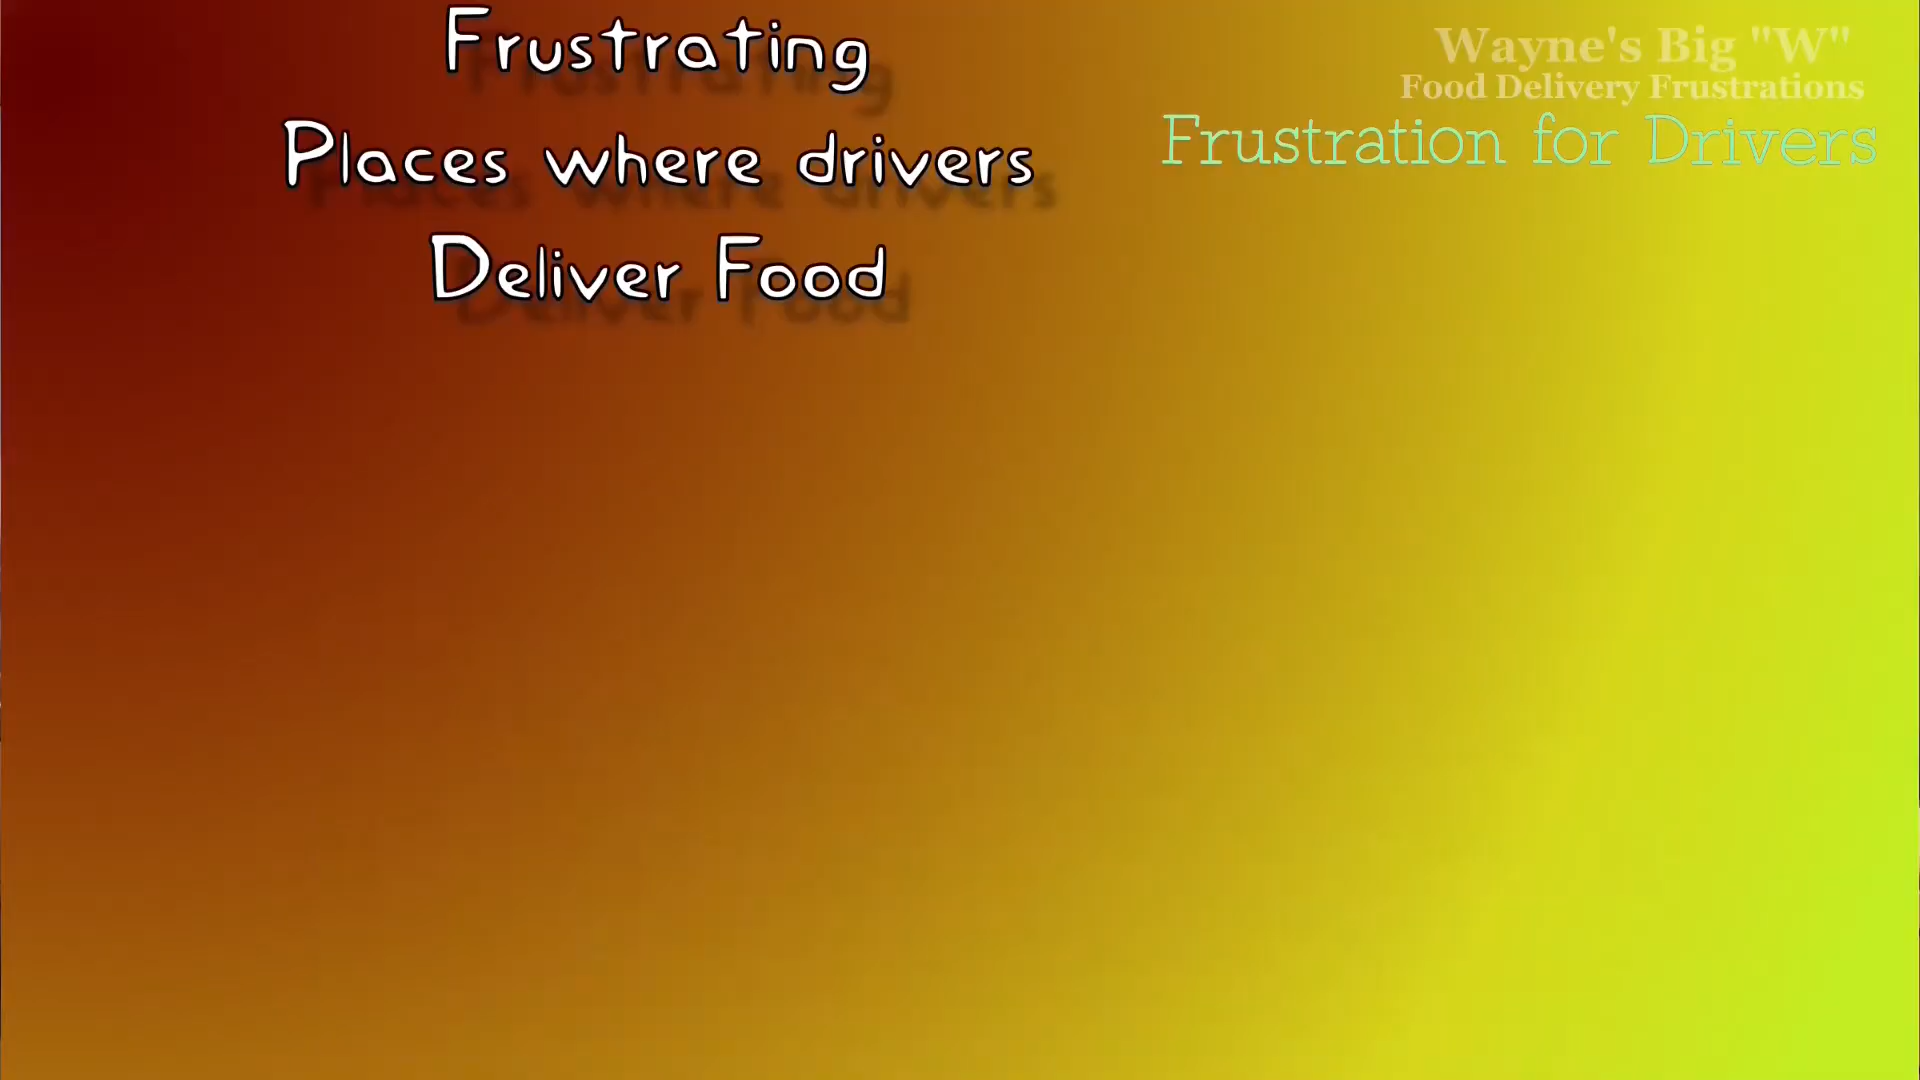 Frustrating
Places where drivers
Deliver Food
Wayne's Big "W"
Food Delivery Frustrations
Frustration for Drivers